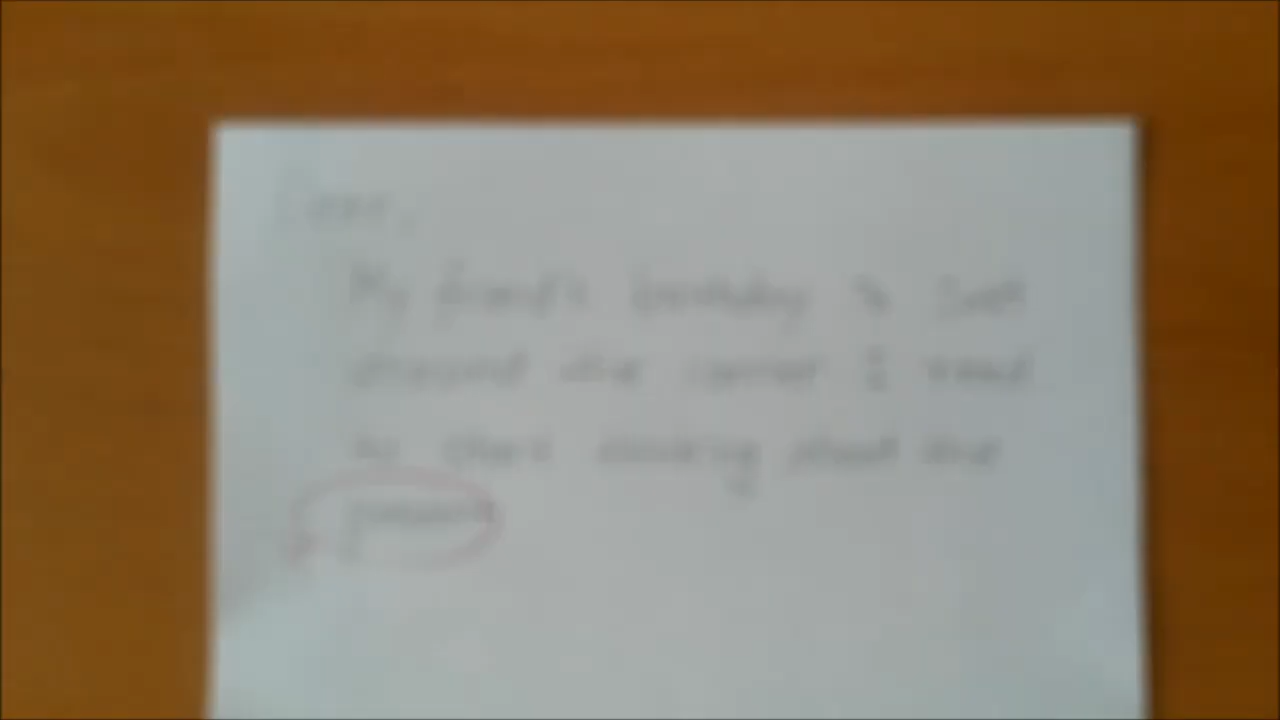 My friend's birthday is just
around the corner I need
to start thinking about the
present